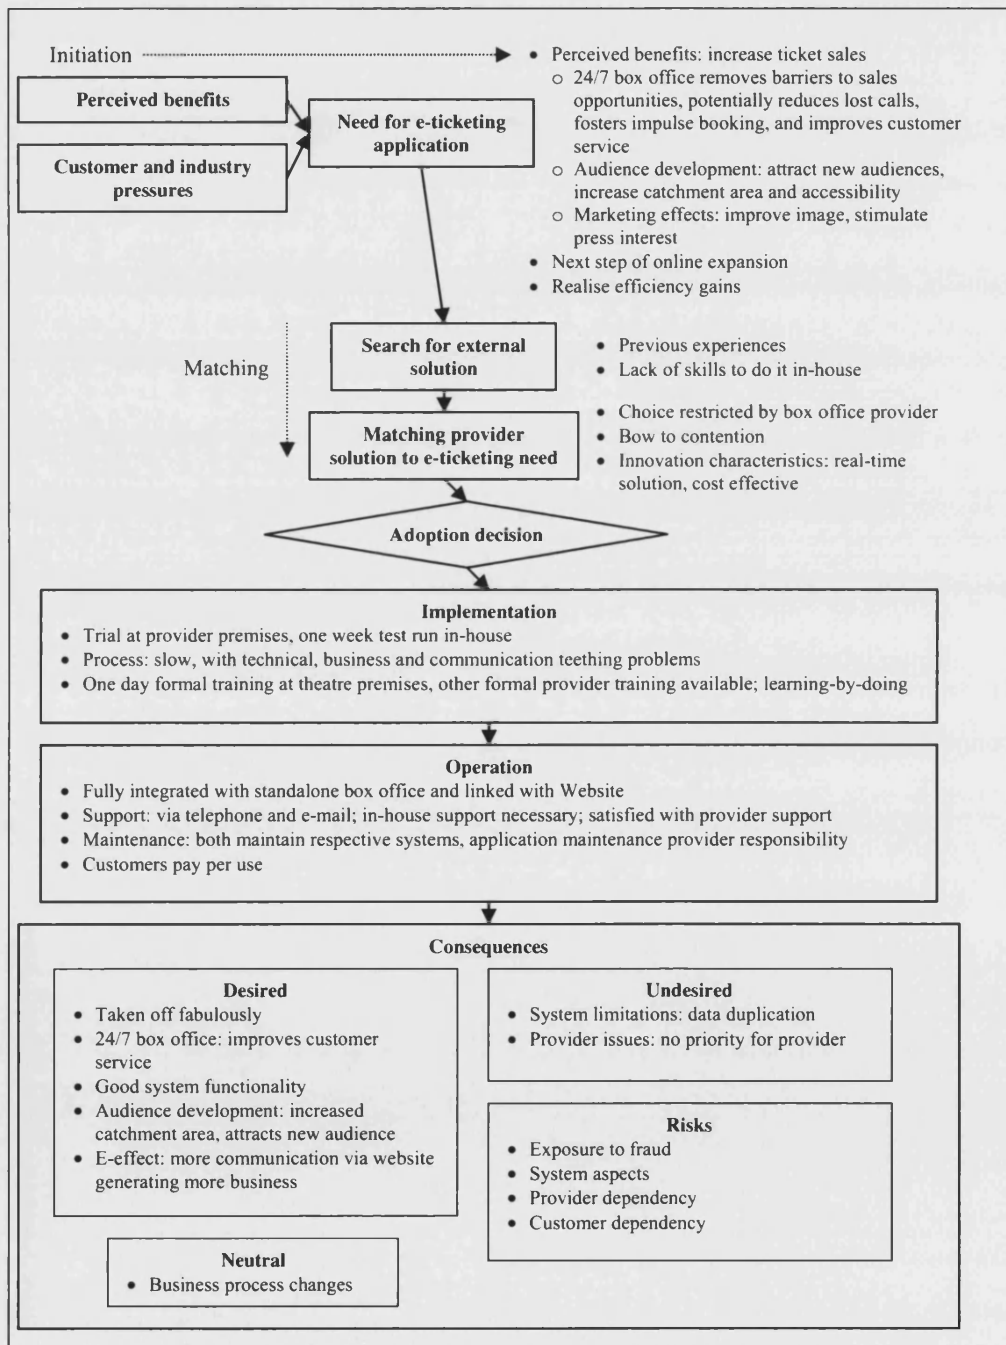 Initiation
Perceived benefits
Customer and industry
pressures
Need for e-ticketing
application
• Perceived benefits: increase ticket sales
o 24/7 box office removes barriers to sales
opportunities, potentially reduces lost calls,
fosters impulse booking, and improves customer
service
o Audience development: attract new audiences,
increase catchment area and accessibility
o Marketing effects: improve image, stimulate
press interest
• Next step of online expansion
• Realise efficiency gains
Matching
Search for external
solution
• Previous experiences
• Lack of skills to do it in-house
Matching provider
solution to e-ticketing need
• Choice restricted by box office provider
• Bow to contention
• Innovation characteristics: real-time
solution, cost effective
Adoption decision
Implementation
• Trial at provider premises, one week test run in-house
• Process: slow, with technical, business and communication teething problems
• One day formal training at theatre premises, other formal provider training available; learning-by-doing
Operation
• Fully integrated with standalone box office and linked with Website
• Support: via telephone and e-mail; in-house support necessary; satisfied with provider support
• Maintenance: both maintain respective systems, application maintenance provider responsibility
• Customers pay per use
Consequences
Desired
• Taken off fabulously
• 24/7 box office: improves customer
service
• Good system functionality
• Audience development: increased
catchment area, attracts new audience
• E-effect: more communication via website
generating more business
Undesired
• System limitations: data duplication
• Provider issues: no priority for provider
Risks
• Exposure to fraud
• System aspects
• Provider dependency
• Customer dependency
Neutral
• Business process changes